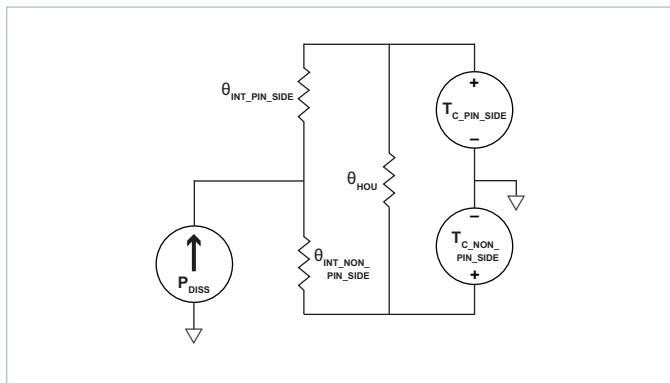 θINT_PIN_SIDE
+
TC_PIN_SIDE
−
θHOU
−
TC_NON_
PIN_SIDE
+
θINT_NON_
PIN_SIDE
PDISS